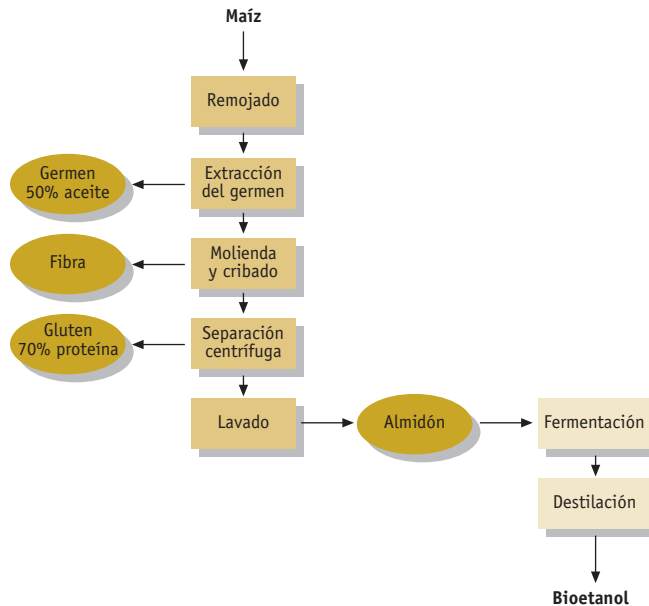 Maíz
Remojado
Germen
50% aceite
Extracción
del germen
Fibra
Molienda
y cribado
Gluten
70% proteína
Separación
centrífuga
Lavado
Almidón
Fermentación
Destilación
Bioetanol